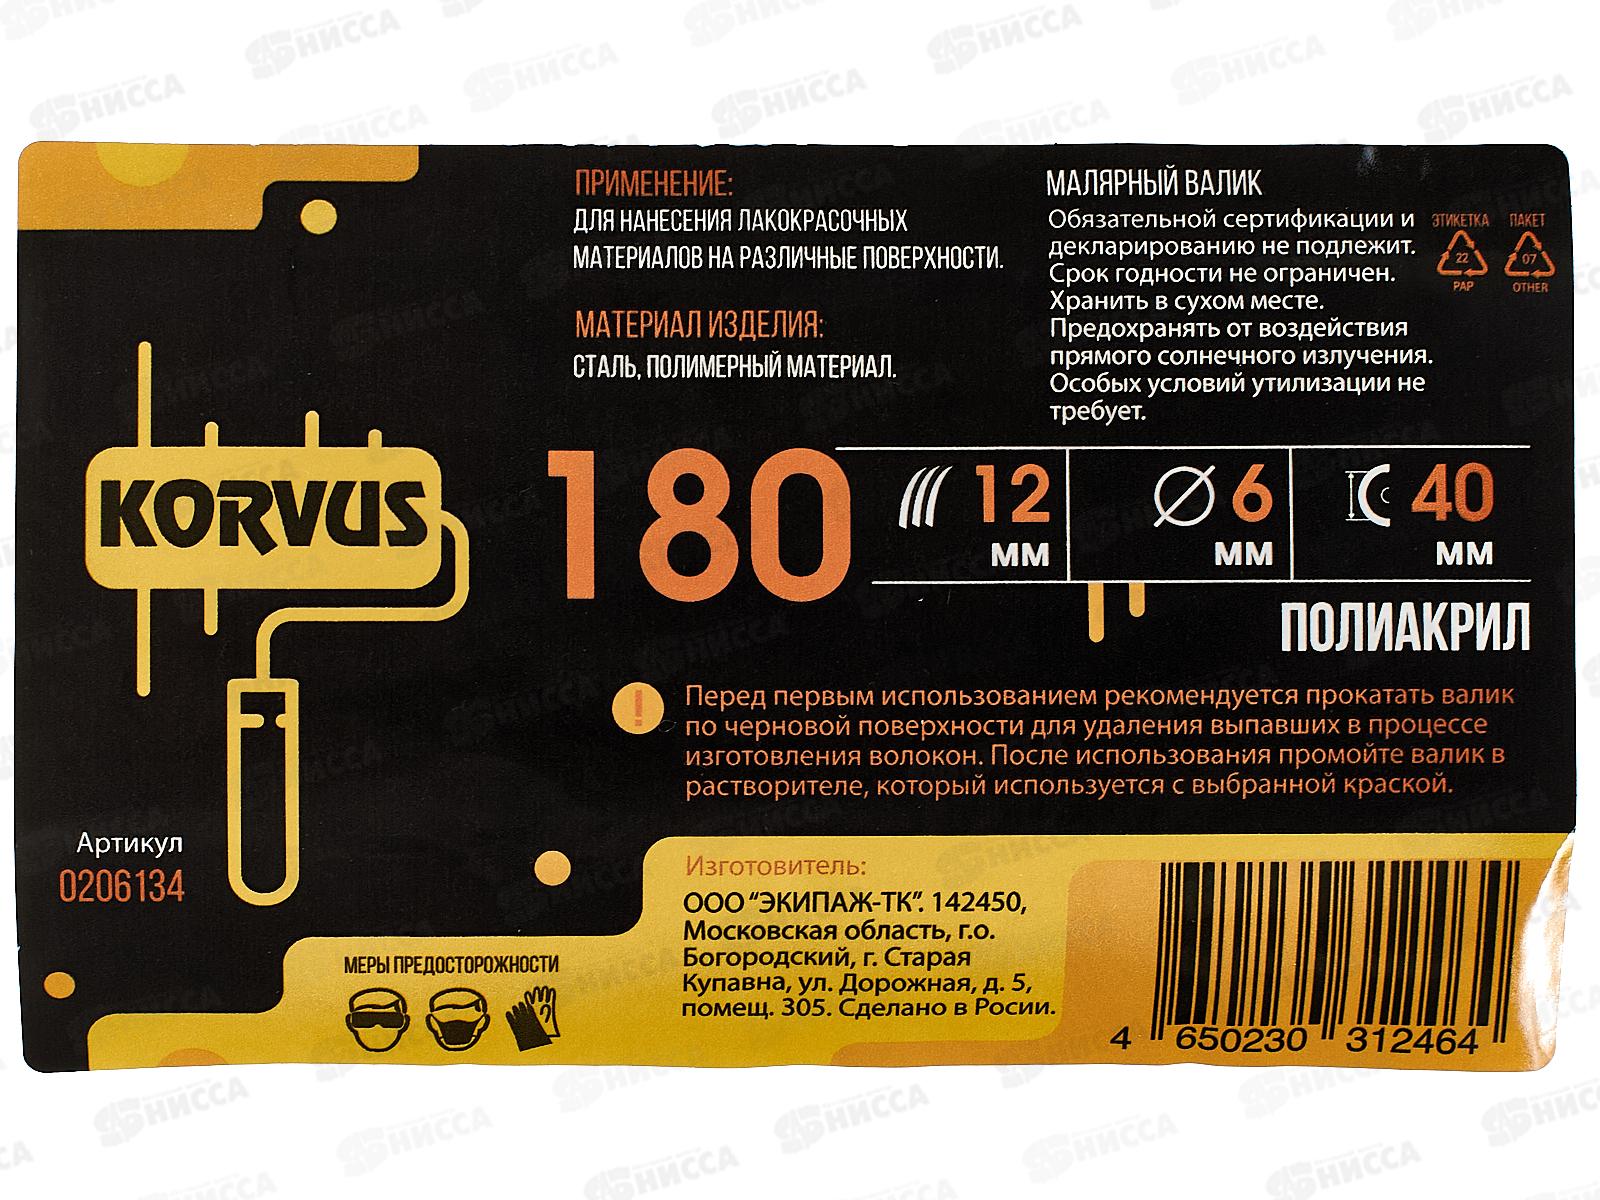 ПРИМЕНЕНИЕ:
ДЛЯ НАНЕСЕНИЯ ЛАКОКРАСОЧНЫХ
МАТЕРИАЛОВ НА РАЗЛИЧНЫЕ ПОВЕРХНОСТИ.
МАТЕРИАЛ ИЗДЕЛИЯ:
СТАЛЬ, ПОЛИМЕРНЫЙ МАТЕРИАЛ.
МАЛЯРНЫЙ ВАЛИК
Обязательной сертификации и
декларированию не подлежит.
Срок годности не ограничен.
Хранить в сухом месте.
Предохранять от воздействия
прямого солнечного излучения.
Особых условий утилизации не
требует.
ЭТИКЕТКА ПАКЕТ
22 07
PAP OTHER
KORVUS
180 12 6 40
мм мм мм
ПОЛИАКРИЛ
! Перед первым использованием рекомендуется прокатать валик
по черновой поверхности для удаления выпавших в процессе
изготовления волокон. После использования промойте валик в
растворителе, который используется с выбранной краской.
Артикул
0206134
МЕРЫ ПРЕДОСТОРОЖНОСТИ
Изготовитель:
ООО "ЭКИПАЖ-ТК". 142450,
Московская область, г.о.
Богородский, г. Старая
Купавна, ул. Дорожная, д. 5,
помещ. 305. Сделано в Росии.
4 650230 312464
НИССА